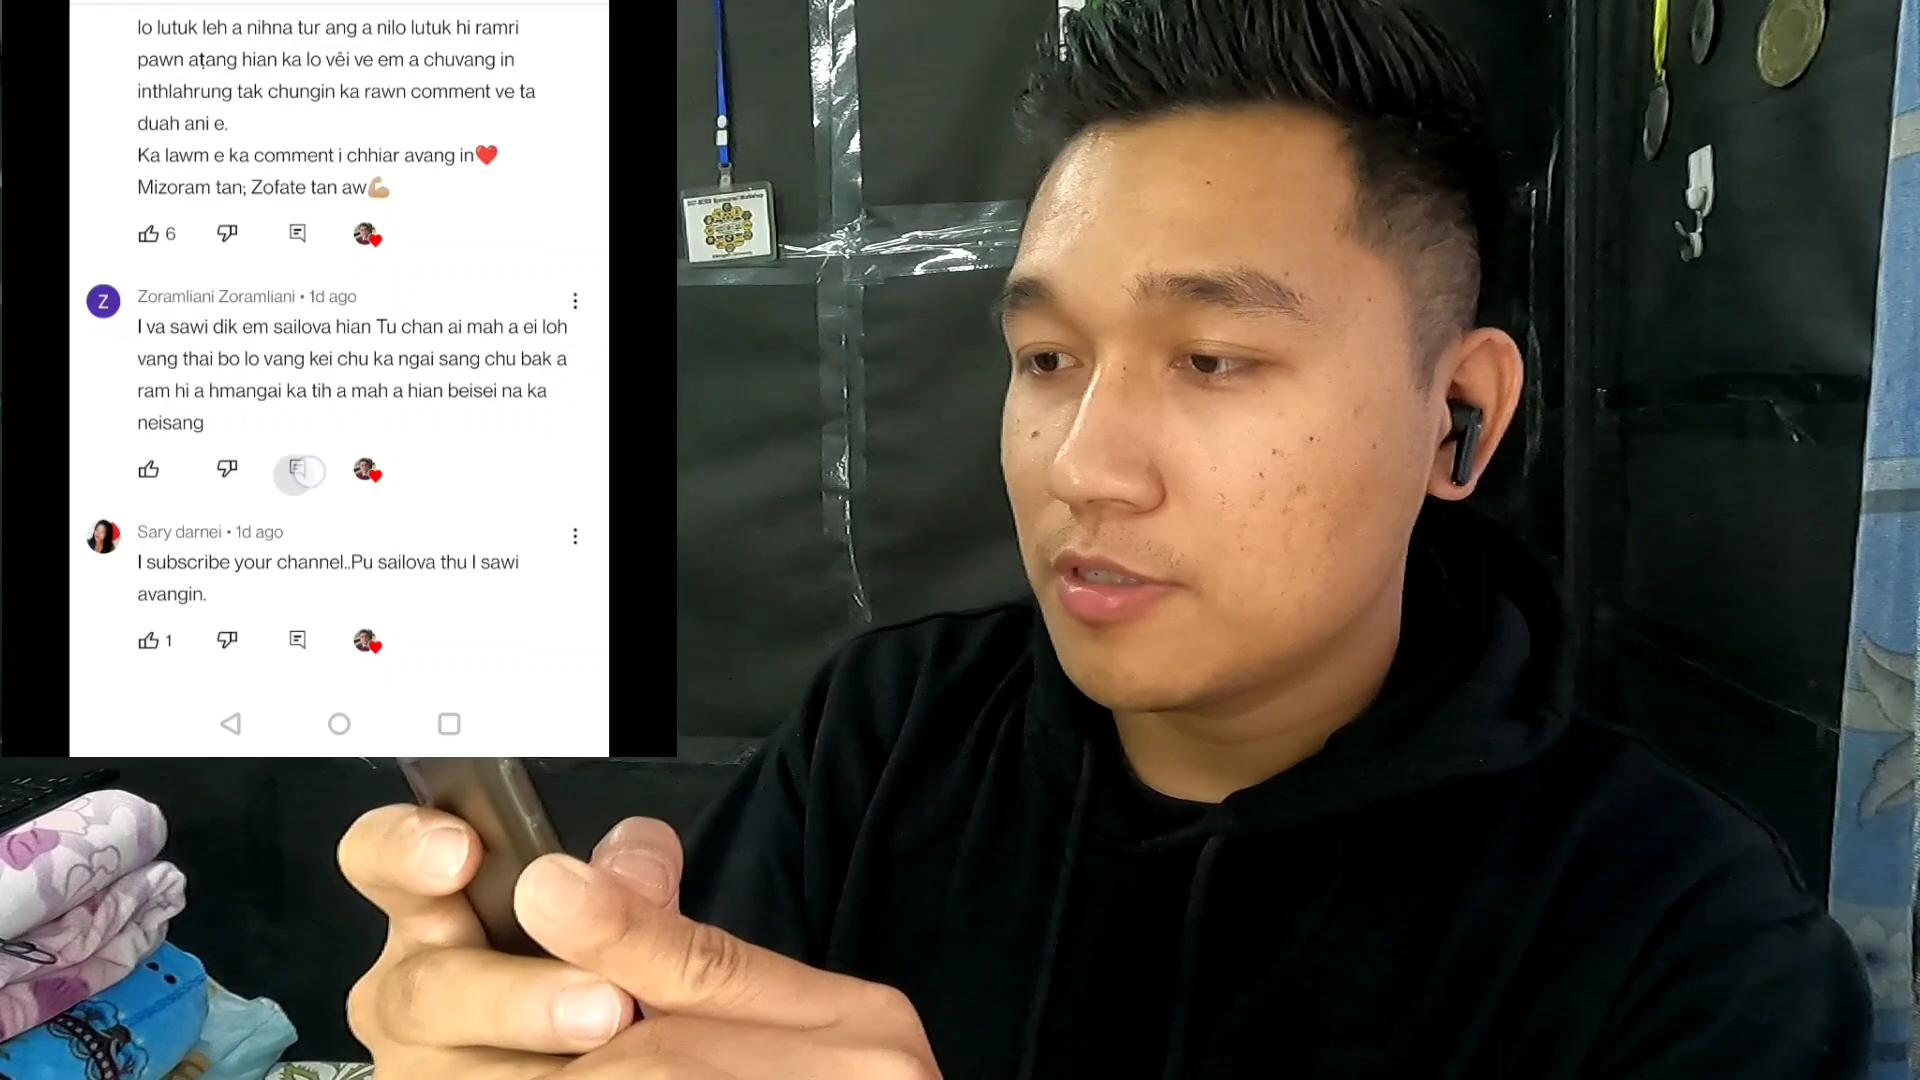 lo lutuk leh a nihna tur ang a nilo lutuk hi ramri
pawn aṭang hian ka lo vêi ve em a chuvang in
inthlahrung tak chungin ka rawn comment ve ta
duah ani e.
Ka lawm e ka comment i chhiar avang in❤️
Mizoram tan; Zofate tan aw💪🏼
6
Z
Zoramliani Zoramliani • 1d ago
I va sawi dik em sailova hian Tu chan ai mah a ei loh
vang thai bo lo vang kei chu ka ngai sang chu bak a
ram hi a hmangai ka tih a mah a hian beisei na ka
neisang
Sary darnei • 1d ago
I subscribe your channel..Pu sailova thu I sawi
avangin.
1